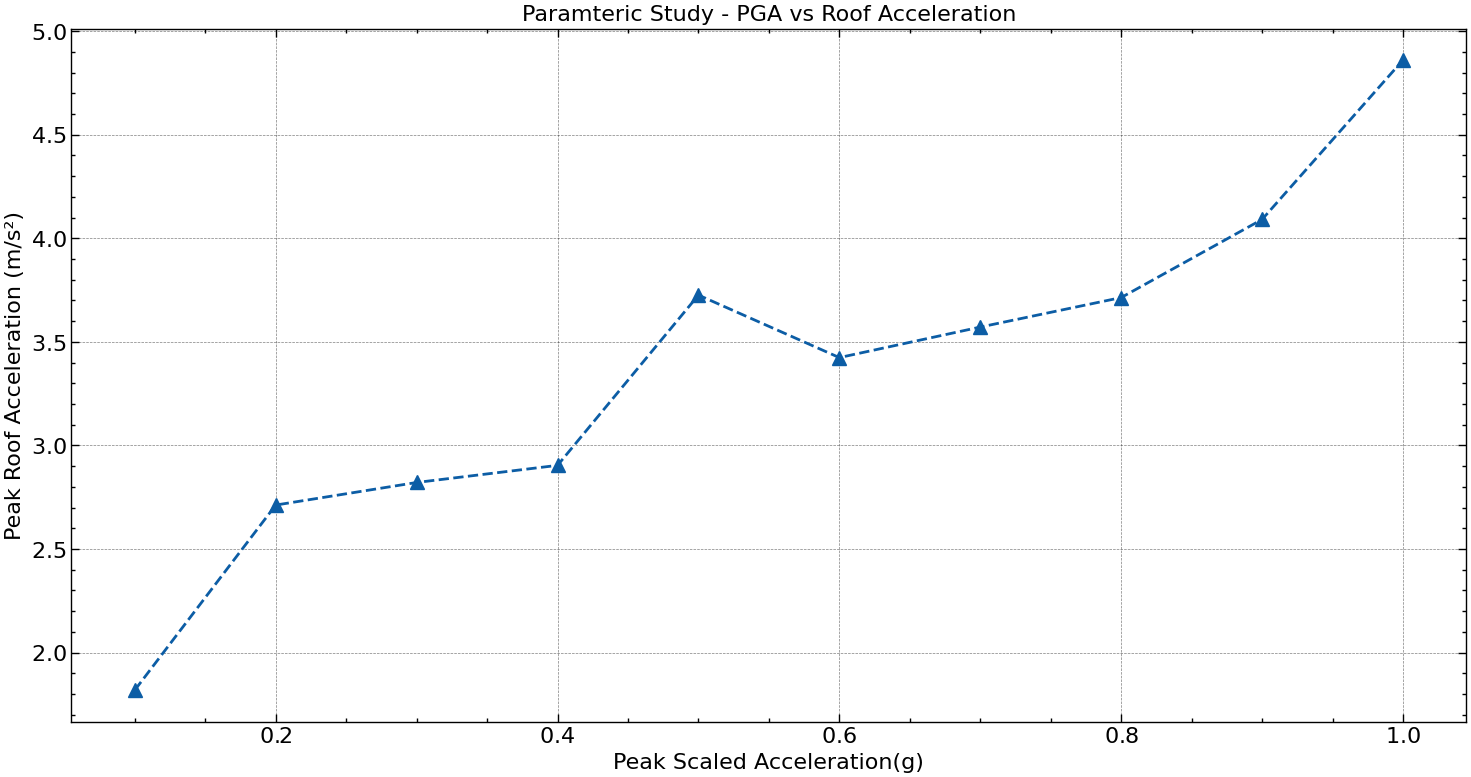 Paramteric Study - PGA vs Roof Acceleration
5.0
4.5
4.0
3.5
3.0
2.5
2.0
Peak Roof Acceleration (m/s²)
0.2 0.4 0.6 0.8 1.0
Peak Scaled Acceleration(g)